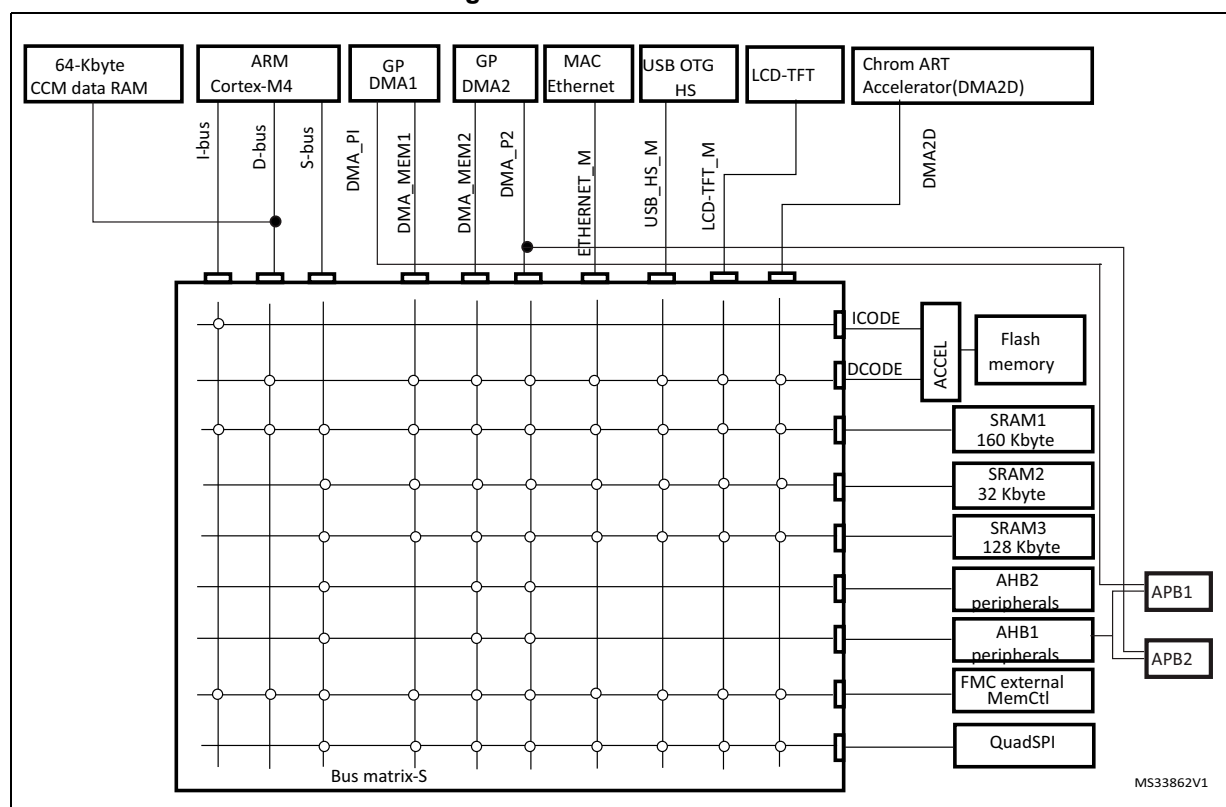 64-Kbyte
CCM data RAM
ARM
Cortex-M4
GP
DMA1
GP
DMA2
MAC
Ethernet
USB OTG
HS
LCD-TFT
Chrom ART
Accelerator(DMA2D)
I-bus
D-bus
S-bus
DMA_PI
DMA_MEM1
DMA_MEM2
DMA_P2
ETHERNET_M
USB_HS_M
LCD-TFT_M
DMA2D
ICODE
DCODE
ACCEL
Flash
memory
SRAM1
160 Kbyte
SRAM2
32 Kbyte
SRAM3
128 Kbyte
AHB2
peripherals
AHB1
peripherals
FMC external
MemCtl
QuadSPI
APB1
APB2
Bus matrix-S
MS33862V1